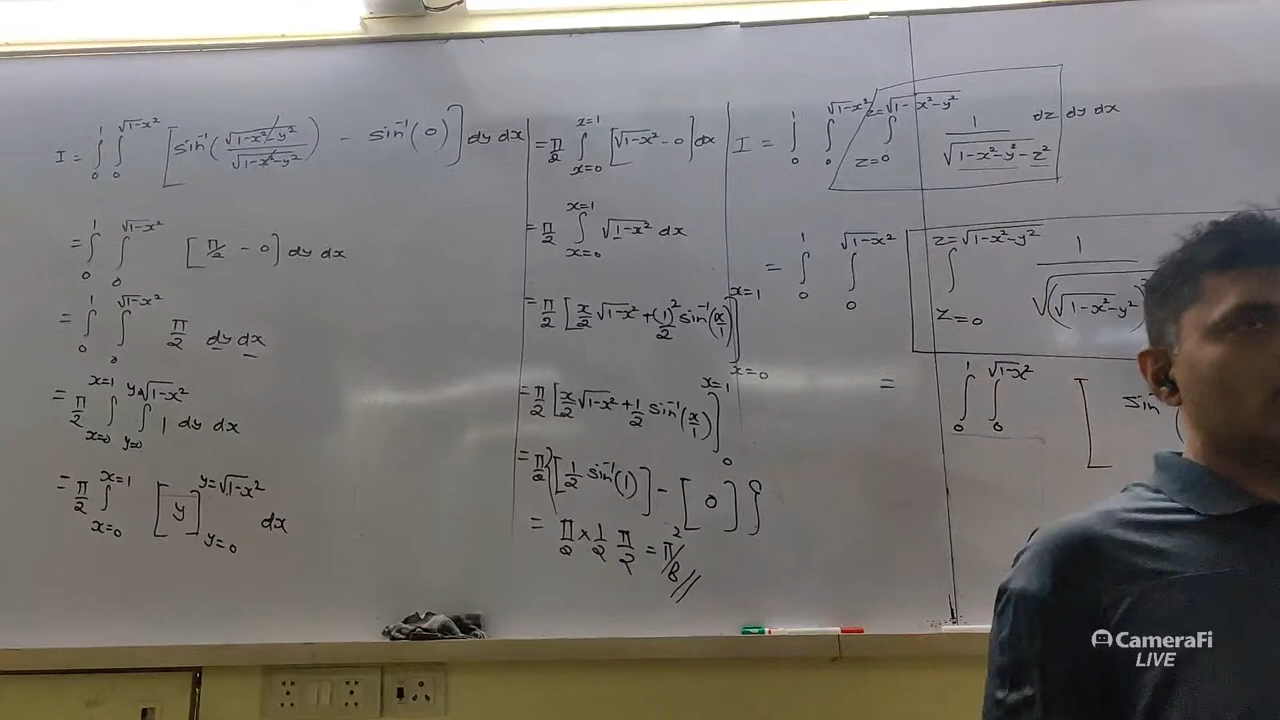 I = ∫₀¹ ∫₀^√1-x² [sin⁻¹(√1-x²-y² / √1-x²-y²) - sin⁻¹(0)] dy dx
= ∫₀¹ ∫₀^√1-x² [π/2 - 0] dy dx
= ∫₀¹ ∫₀^√1-x² π/2 dy dx
= π/2 ∫_{x=0}^{x=1} ∫_{y=0}^{y=√1-x²} 1 dy dx
= π/2 ∫_{x=0}^{x=1} [y]_{y=0}^{y=√1-x²} dx
= π/2 ∫_{x=0}^{x=1} [√1-x² - 0] dx
= π/2 ∫_{x=0}^{x=1} √1-x² dx
= π/2 [x/2 √1-x² + (1)²/2 sin⁻¹(x/1)]_{x=0}^{x=1}
= π/2 [x/2 √1-x² + 1/2 sin⁻¹(x/1)]_0^{x=1}
= π/2 {[1/2 sin⁻¹(1)] - [0]}
= π/2 × 1/2 π/2 = π²/8 //
I = ∫₀¹ ∫₀^√1-x² ∫_{z=0}^{z=√1-x²-y²} 1/√1-x²-y²-z² dz dy dx
= ∫₀¹ ∫₀^√1-x² ∫_{z=0}^{z=√1-x²-y²} 1/√(√1-x²-y²)
= ∫₀¹ ∫₀^√1-x² [ sin
CameraFi
LIVE